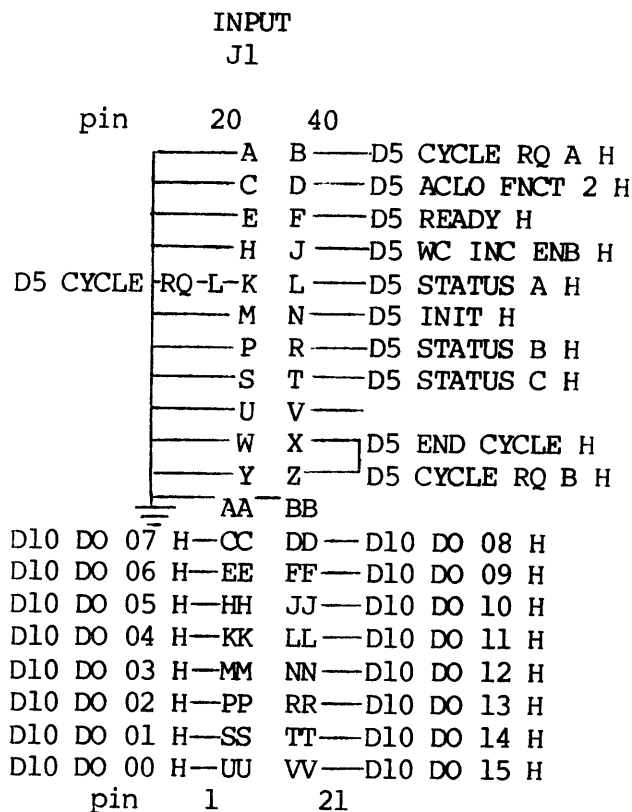 INPUT
J1
pin 20 40
A B D5 CYCLE RQ A H
C D D5 ACLO FNCT 2 H
E F D5 READY H
H J D5 WC INC ENB H
D5 CYCLE RQ L K L D5 STATUS A H
M N D5 INIT H
P R D5 STATUS B H
S T D5 STATUS C H
U V
W X D5 END CYCLE H
Y Z D5 CYCLE RQ B H
AA BB
D10 DO 07 H CC DD D10 DO 08 H
D10 DO 06 H EE FF D10 DO 09 H
D10 DO 05 H HH JJ D10 DO 10 H
D10 DO 04 H KK LL D10 DO 11 H
D10 DO 03 H MM NN D10 DO 12 H
D10 DO 02 H PP RR D10 DO 13 H
D10 DO 01 H SS TT D10 DO 14 H
D10 DO 00 H UU VV D10 DO 15 H
pin 1 21